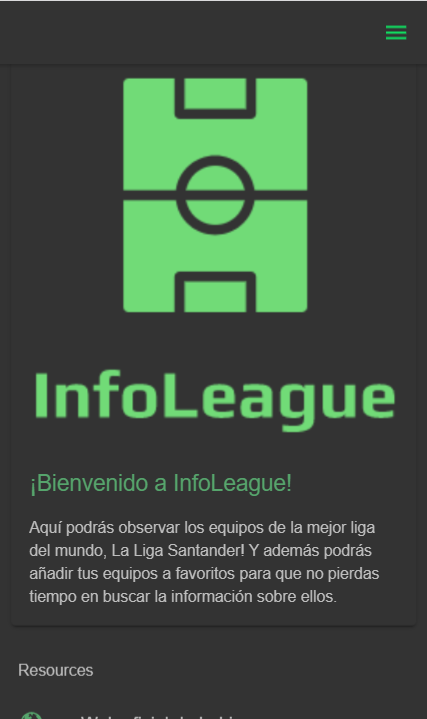 InfoLeague
¡Bienvenido a InfoLeague!
Aquí podrás observar los equipos de la mejor liga
del mundo, La Liga Santander! Y además podrás
añadir tus equipos a favoritos para que no pierdas
tiempo en buscar la información sobre ellos.
Resources